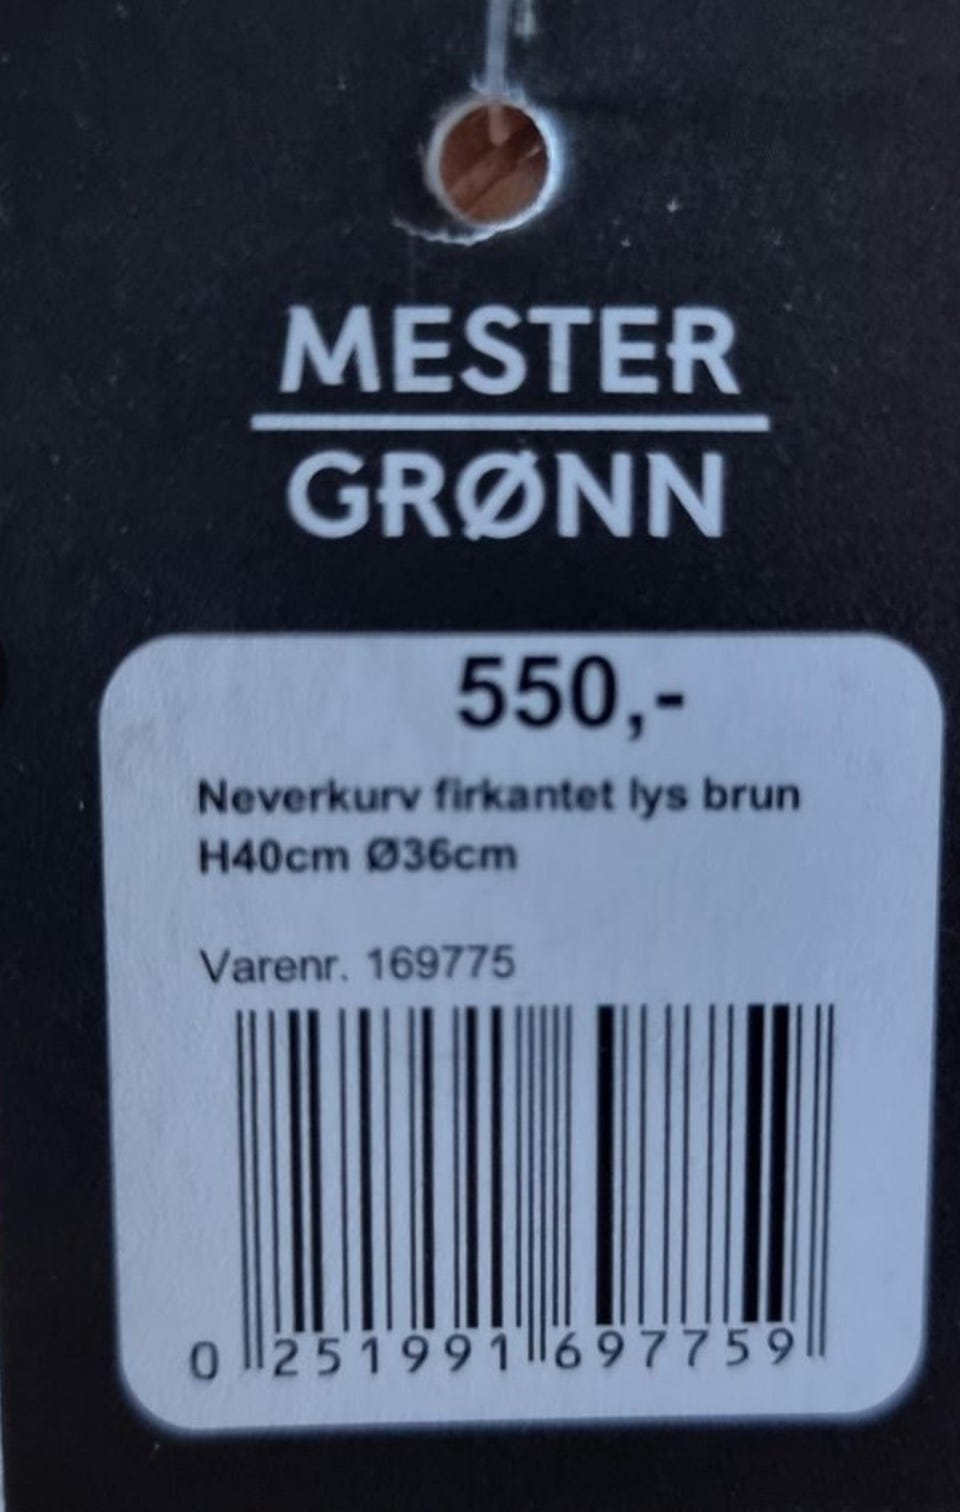 MESTER
GRØNN
550,-
Neverkurv firkantet lys brun
H40cm Ø36cm
Varenr. 169775
0 251991 697759